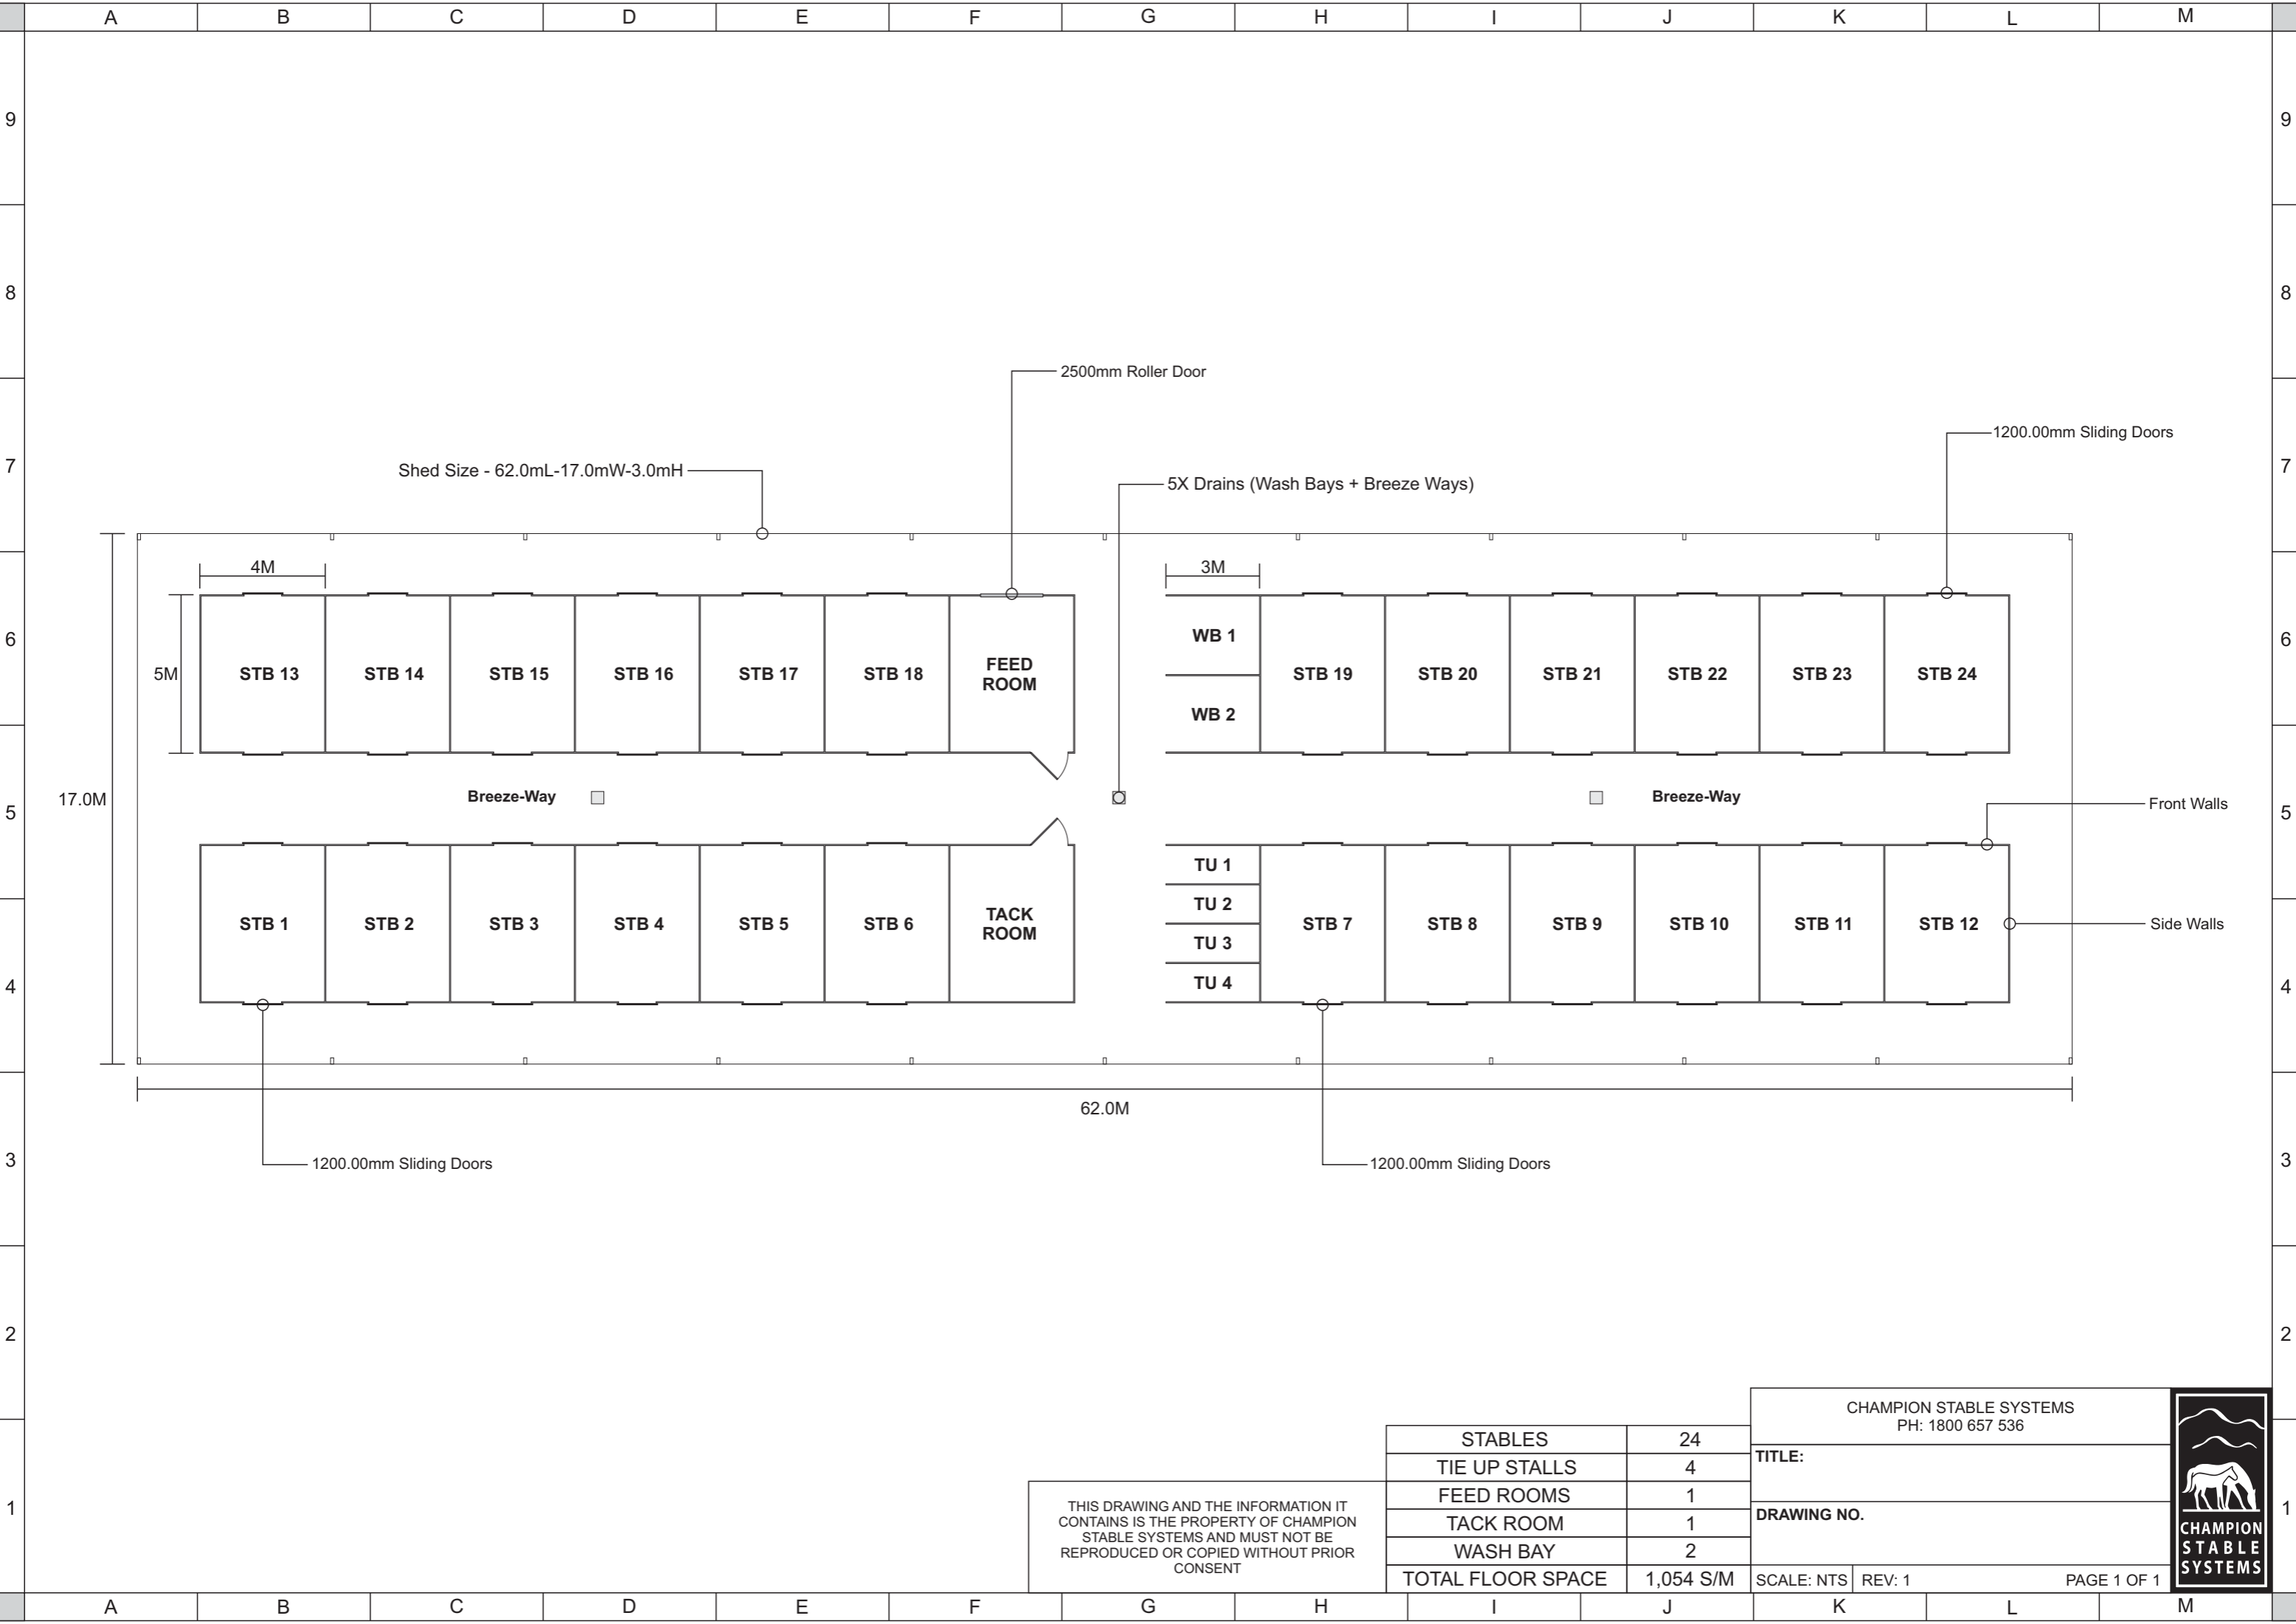 A B C D E F G H I J K L M
9 9
8 8
2500mm Roller Door
1200.00mm Sliding Doors
7 7
Shed Size - 62.0mL-17.0mW-3.0mH
5X Drains (Wash Bays + Breeze Ways)
4M 3M
6 6
WB 1
5M
STB 13 STB 14 STB 15 STB 16 STB 17 STB 18
FEED
ROOM
STB 19 STB 20 STB 21 STB 22 STB 23 STB 24
WB 2
17.0M
Breeze-Way Breeze-Way
5 5
Front Walls
TU 1
TU 2
TU 3
TU 4
STB 1 STB 2 STB 3 STB 4 STB 5 STB 6
TACK
ROOM
STB 7 STB 8 STB 9 STB 10 STB 11 STB 12
Side Walls
4 4
62.0M
3 3
1200.00mm Sliding Doors
1200.00mm Sliding Doors
2 2
1 1
THIS DRAWING AND THE INFORMATION IT
CONTAINS IS THE PROPERTY OF CHAMPION
STABLE SYSTEMS AND MUST NOT BE
REPRODUCED OR COPIED WITHOUT PRIOR
CONSENT
STABLES 24
TIE UP STALLS 4
FEED ROOMS 1
TACK ROOM 1
WASH BAY 2
TOTAL FLOOR SPACE 1,054 S/M
CHAMPION STABLE SYSTEMS
PH: 1800 657 536
TITLE:
DRAWING NO.
SCALE: NTS REV: 1 PAGE 1 OF 1
CHAMPION
STABLE
SYSTEMS
A B C D E F G H I J K L M